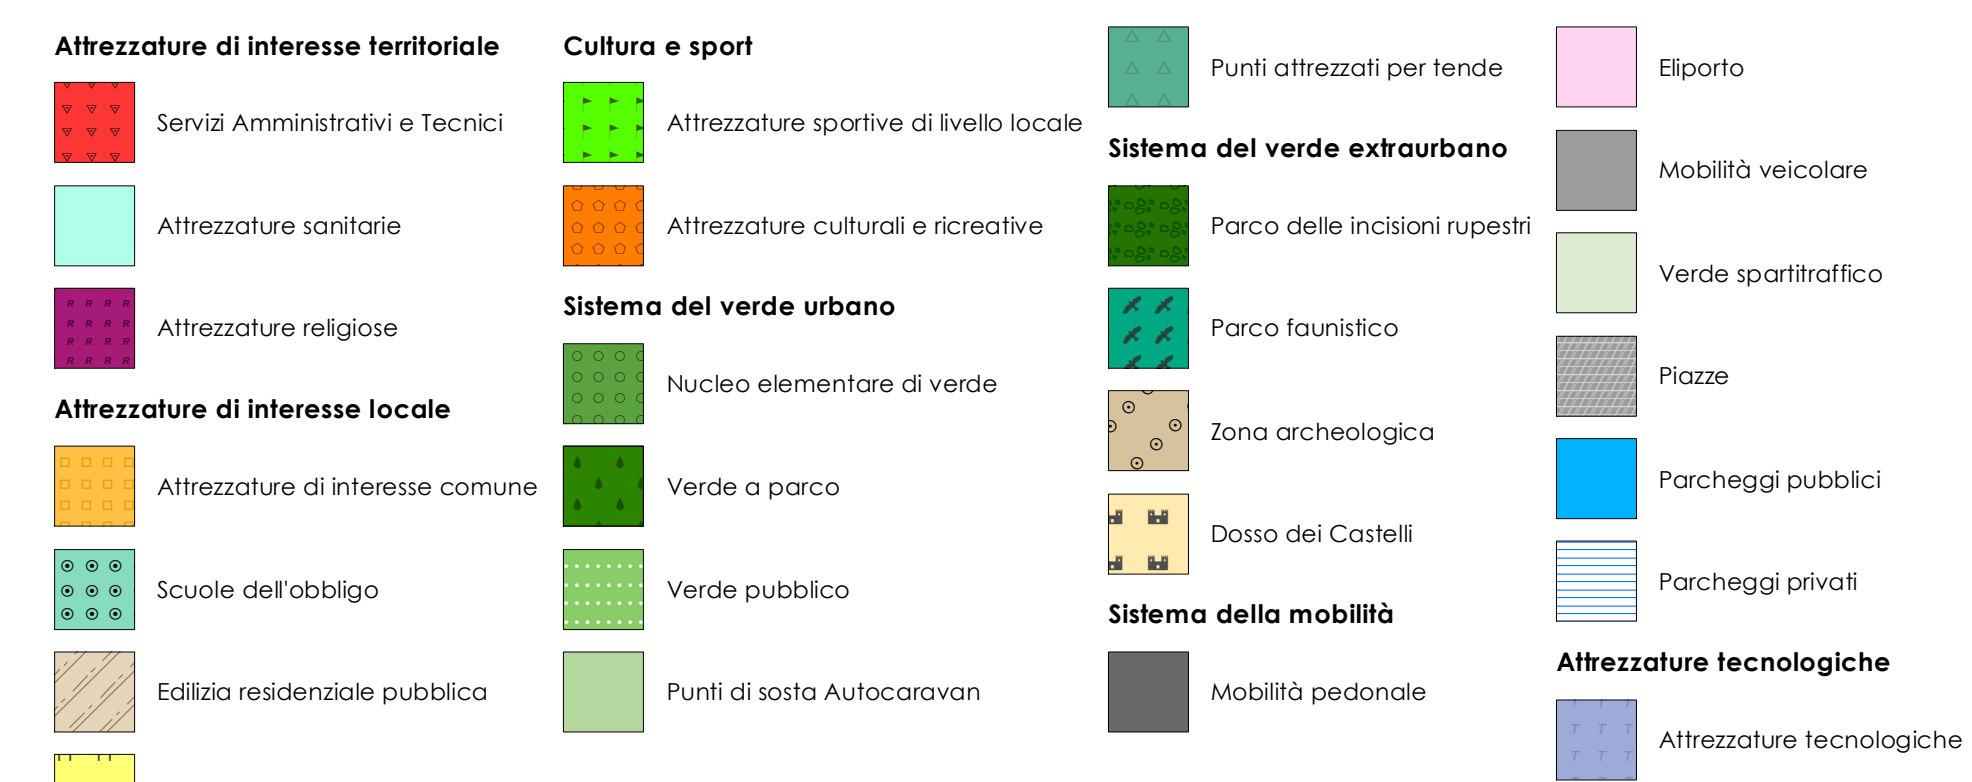 Attrezzature di interesse territoriale
Servizi Amministrativi e Tecnici
Attrezzature sanitarie
Attrezzature religiose
Attrezzature di interesse locale
Attrezzature di interesse comune
Scuole dell'obbligo
Edilizia residenziale pubblica
Cultura e sport
Attrezzature sportive di livello locale
Attrezzature culturali e ricreative
Sistema del verde urbano
Nucleo elementare di verde
Verde a parco
Verde pubblico
Punti di sosta Autocaravan
Punti attrezzati per tende
Sistema del verde extraurbano
Parco delle incisioni rupestri
Parco faunistico
Zona archeologica
Dosso dei Castelli
Sistema della mobilità
Mobilità pedonale
Eliporto
Mobilità veicolare
Verde spartitraffico
Piazze
Parcheggi pubblici
Parcheggi privati
Attrezzature tecnologiche
Attrezzature tecnologiche